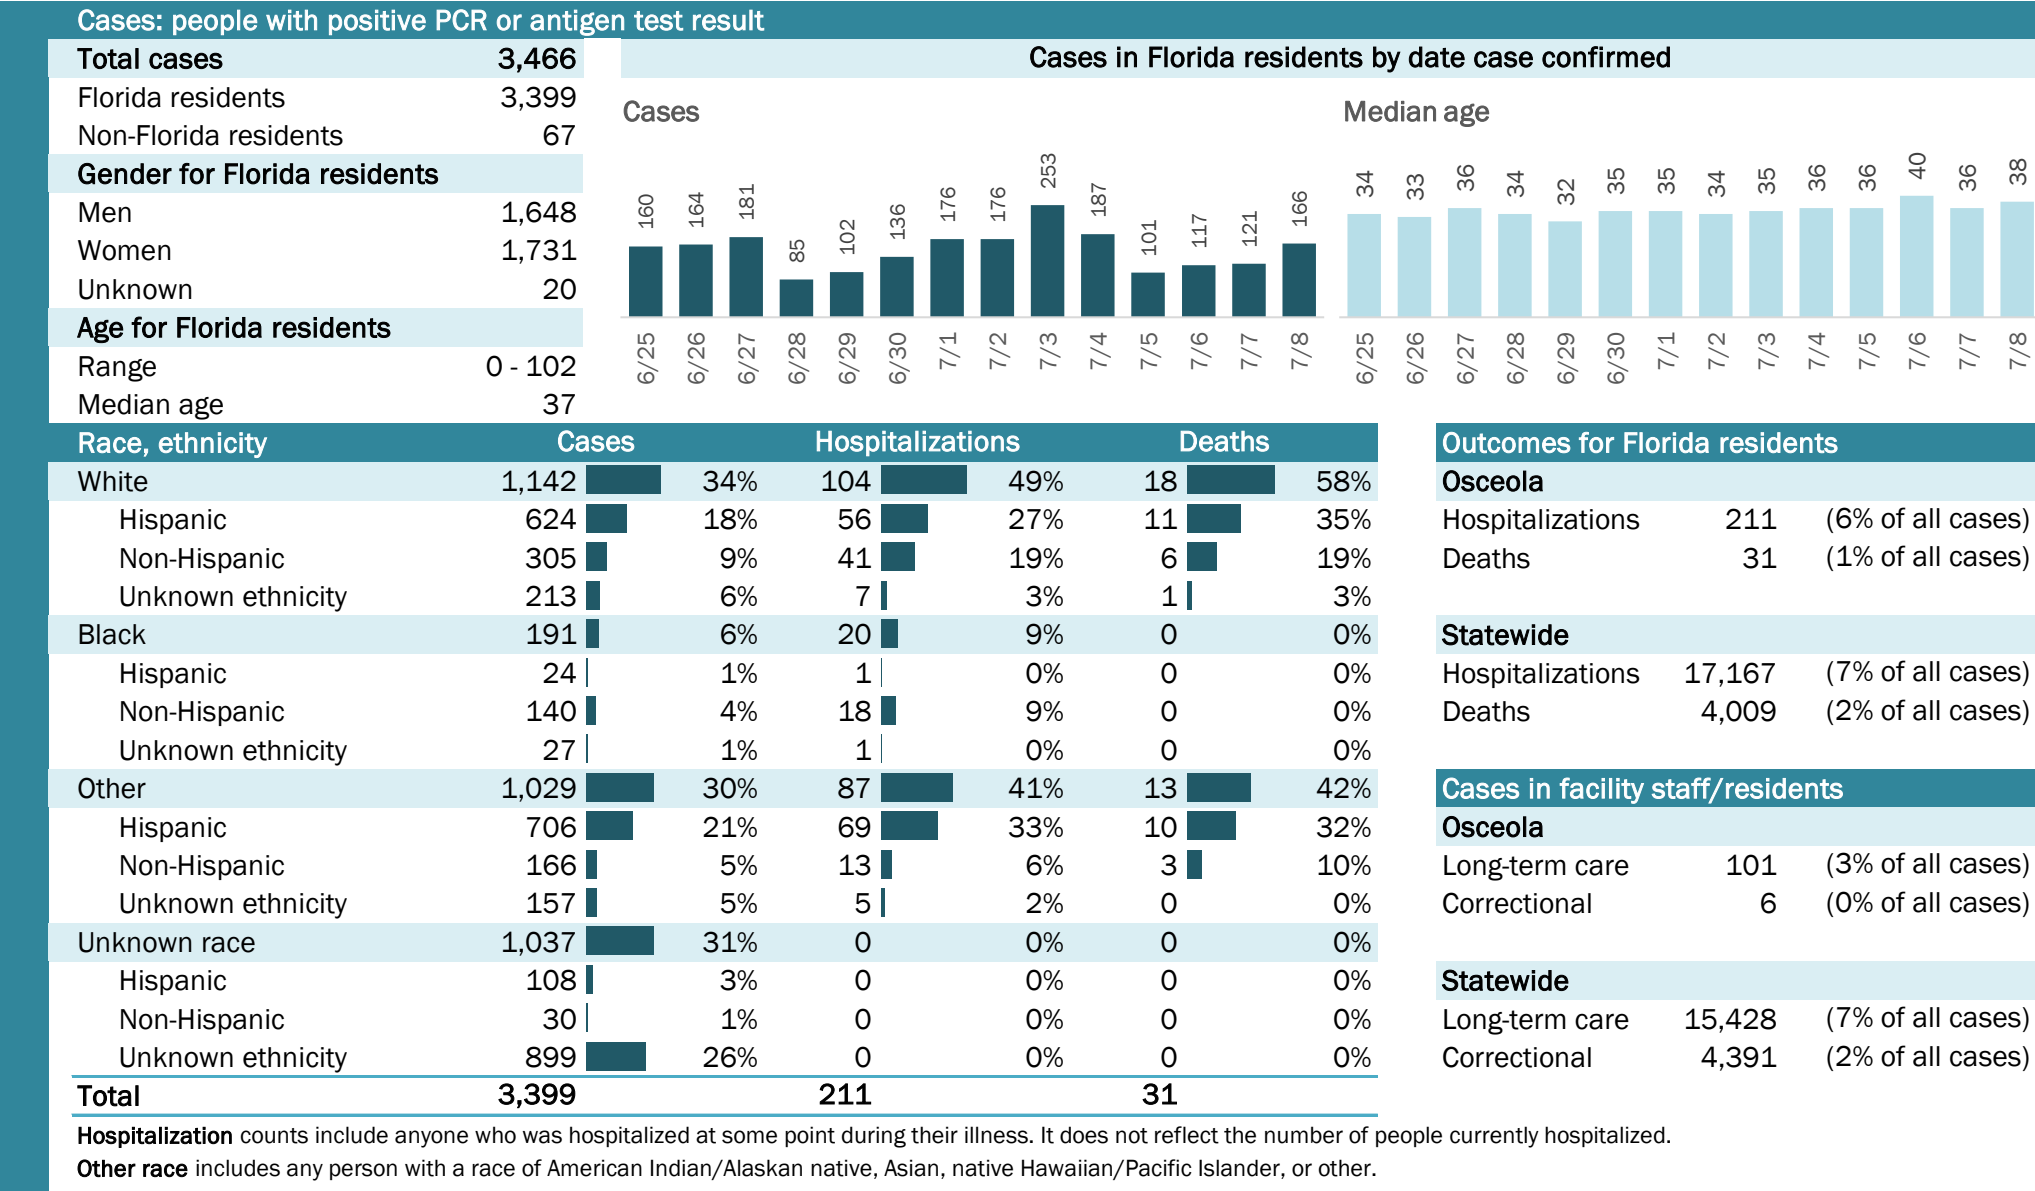 Cases: people with positive PCR or antigen test result
Total cases 3,466
Florida residents 3,399
Non-Florida residents 67
Gender for Florida residents
Men 1,648
Women 1,731
Unknown 20
Age for Florida residents
Range 0 - 102
Median age 37
Cases in Florida residents by date case confirmed
Cases
160 164 181 85 102 136 176 176 253 187 101 117 121 166
6/25 6/26 6/27 6/28 6/29 6/30 7/1 7/2 7/3 7/4 7/5 7/6 7/7 7/8
Median age
34 33 36 34 32 35 35 34 35 36 36 40 36 38
6/25 6/26 6/27 6/28 6/29 6/30 7/1 7/2 7/3 7/4 7/5 7/6 7/7 7/8
Race, ethnicity Cases Hospitalizations Deaths
White 1,142 34% 104 49% 18 58%
Hispanic 624 18% 56 27% 11 35%
Non-Hispanic 305 9% 41 19% 6 19%
Unknown ethnicity 213 6% 7 3% 1 3%
Black 191 6% 20 9% 0 0%
Hispanic 24 1% 1 0% 0 0%
Non-Hispanic 140 4% 18 9% 0 0%
Unknown ethnicity 27 1% 1 0% 0 0%
Other 1,029 30% 87 41% 13 42%
Hispanic 706 21% 69 33% 10 32%
Non-Hispanic 166 5% 13 6% 3 10%
Unknown ethnicity 157 5% 5 2% 0 0%
Unknown race 1,037 31% 0 0% 0 0%
Hispanic 108 3% 0 0% 0 0%
Non-Hispanic 30 1% 0 0% 0 0%
Unknown ethnicity 899 26% 0 0% 0 0%
Total 3,399 211 31
Outcomes for Florida residents
Osceola
Hospitalizations 211 (6% of all cases)
Deaths 31 (1% of all cases)
Statewide
Hospitalizations 17,167 (7% of all cases)
Deaths 4,009 (2% of all cases)
Cases in facility staff/residents
Osceola
Long-term care 101 (3% of all cases)
Correctional 6 (0% of all cases)
Statewide
Long-term care 15,428 (7% of all cases)
Correctional 4,391 (2% of all cases)
Hospitalization counts include anyone who was hospitalized at some point during their illness. It does not reflect the number of people currently hospitalized.
Other race includes any person with a race of American Indian/Alaskan native, Asian, native Hawaiian/Pacific Islander, or other.